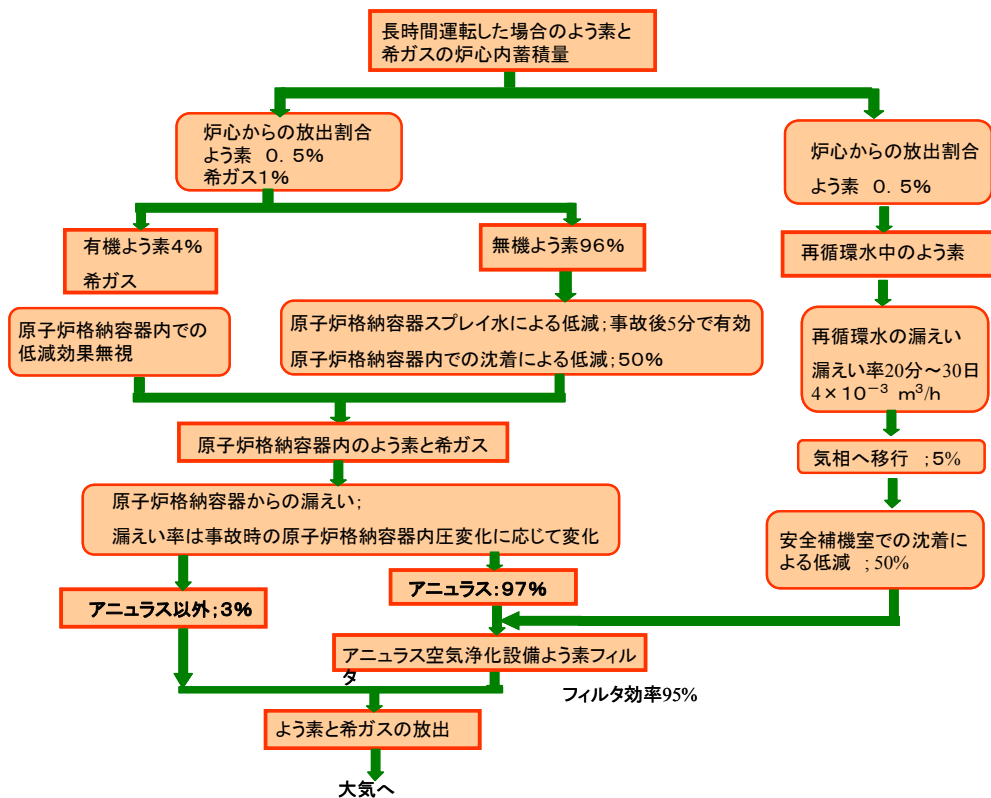 長時間運転した場合のよう素と
希ガスの炉心内蓄積量
炉心からの放出割合
よう素 0.5%
希ガス1%
炉心からの放出割合
よう素 0.5%
有機よう素4%
希ガス
無機よう素96%
再循環水中のよう素
原子炉格納容器内での
低減効果無視
原子炉格納容器スプレイ水による低減;事故後5分で有効
原子炉格納容器内での沈着による低減;50%
再循環水の漏えい
漏えい率20分~30日
4×10⁻³ m³/h
原子炉格納容器内のよう素と希ガス
気相へ移行 ;5%
原子炉格納容器からの漏えい;
漏えい率は事故時の原子炉格納容器内圧変化に応じて変化
安全補機室での沈着に
よる低減 ;50%
アニュラス以外;3%
アニュラス:97%
アニュラス空気浄化設備よう素フィル
タ
フィルタ効率95%
よう素と希ガスの放出
大気へ